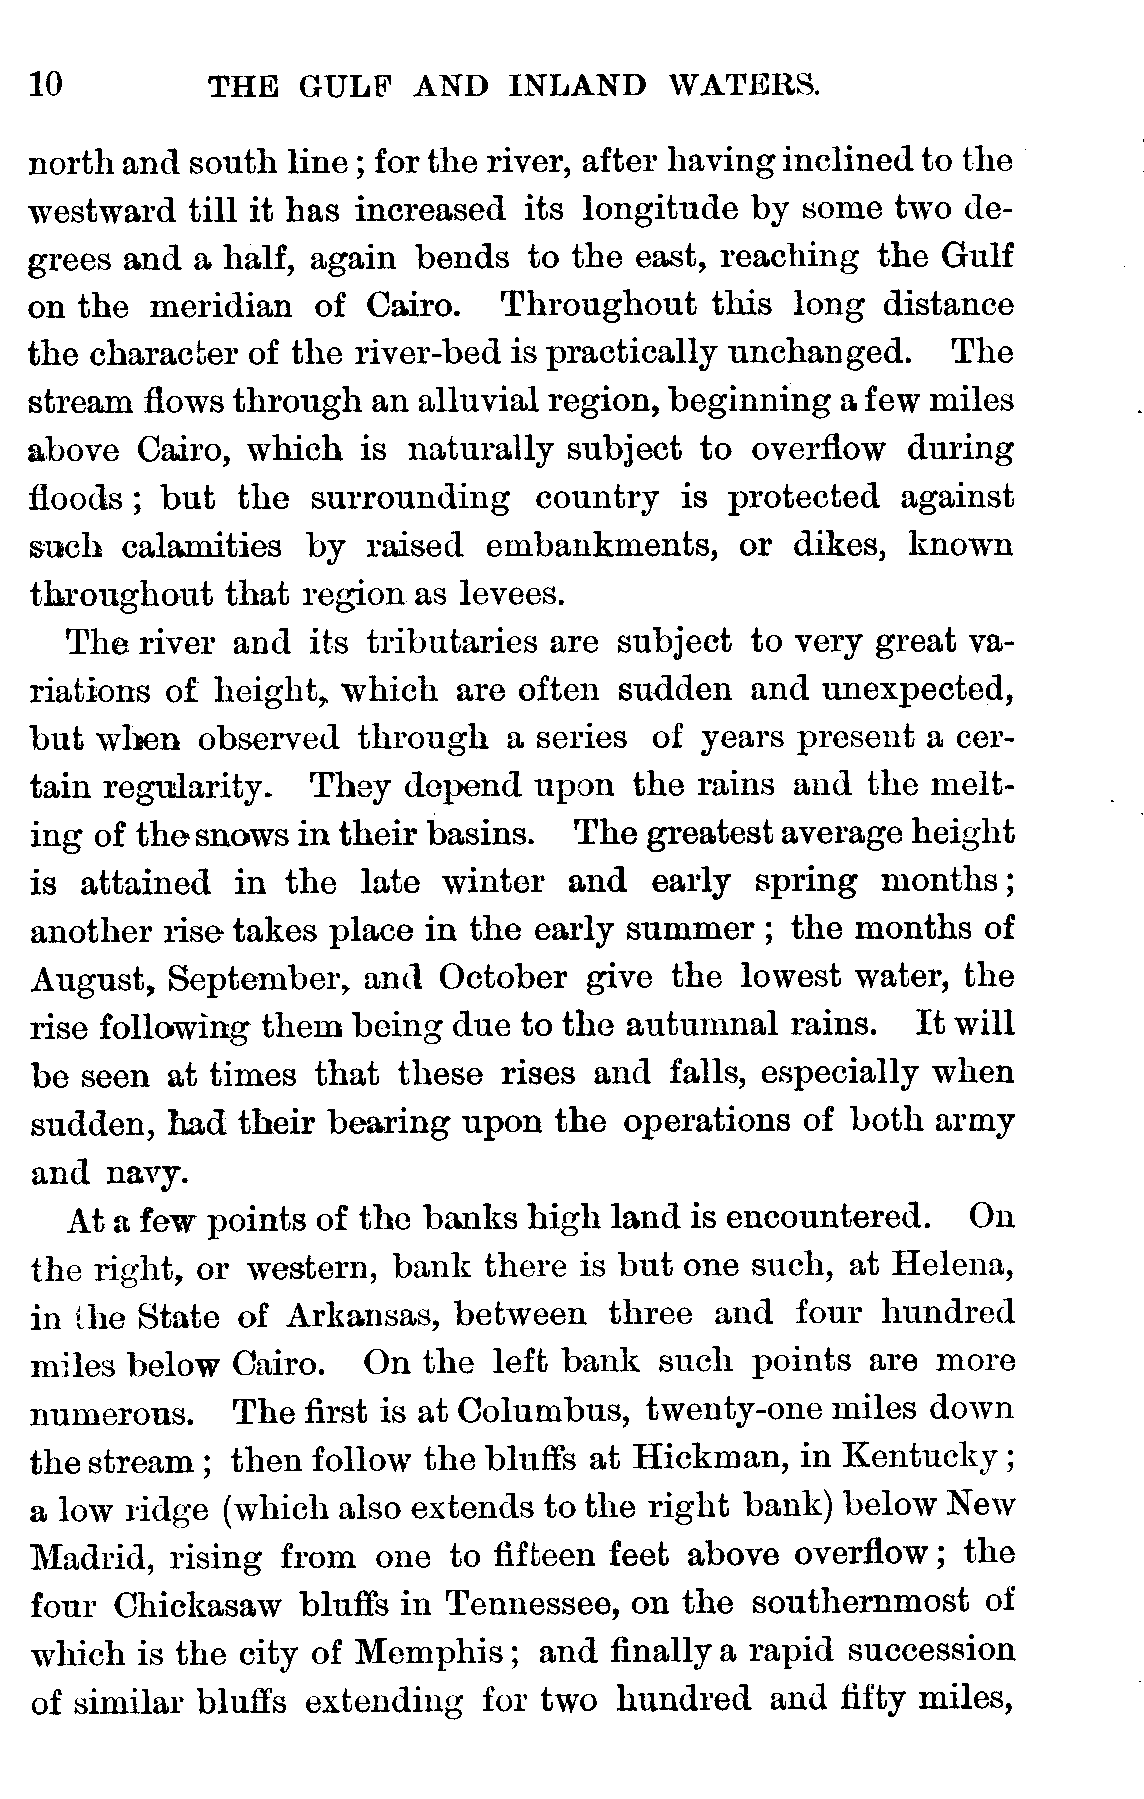 10 THE GULF AND INLAND WATERS.
north and south line; for the river, after having inclined to the
westward till it has increased its longitude by some two de-
grees and a half, again bends to the east, reaching the Gulf
on the meridian of Cairo. Throughout this long distance
the character of the river-bed is practically unchanged. The
stream flows through an alluvial region, beginning a few miles
above Cairo, which is naturally subject to overflow during
floods; but the surrounding country is protected against
such calamities by raised embankments, or dikes, known
throughout that region as levees.
The river and its tributaries are subject to very great va-
riations of height, which are often sudden and unexpected,
but when observed through a series of years present a cer-
tain regularity. They depend upon the rains and the melt-
ing of the snows in their basins. The greatest average height
is attained in the late winter and early spring months;
another rise takes place in the early summer; the months of
August, September, and October give the lowest water, the
rise following them being due to the autumnal rains. It will
be seen at times that these rises and falls, especially when
sudden, had their bearing upon the operations of both army
and navy.
At a few points of the banks high land is encountered. On
the right, or western, bank there is but one such, at Helena,
in the State of Arkansas, between three and four hundred
miles below Cairo. On the left bank such points are more
numerous. The first is at Columbus, twenty-one miles down
the stream; then follow the bluffs at Hickman, in Kentucky;
a low ridge (which also extends to the right bank) below New
Madrid, rising from one to fifteen feet above overflow; the
four Chickasaw bluffs in Tennessee, on the southernmost of
which is the city of Memphis; and finally a rapid succession
of similar bluffs extending for two hundred and fifty miles,